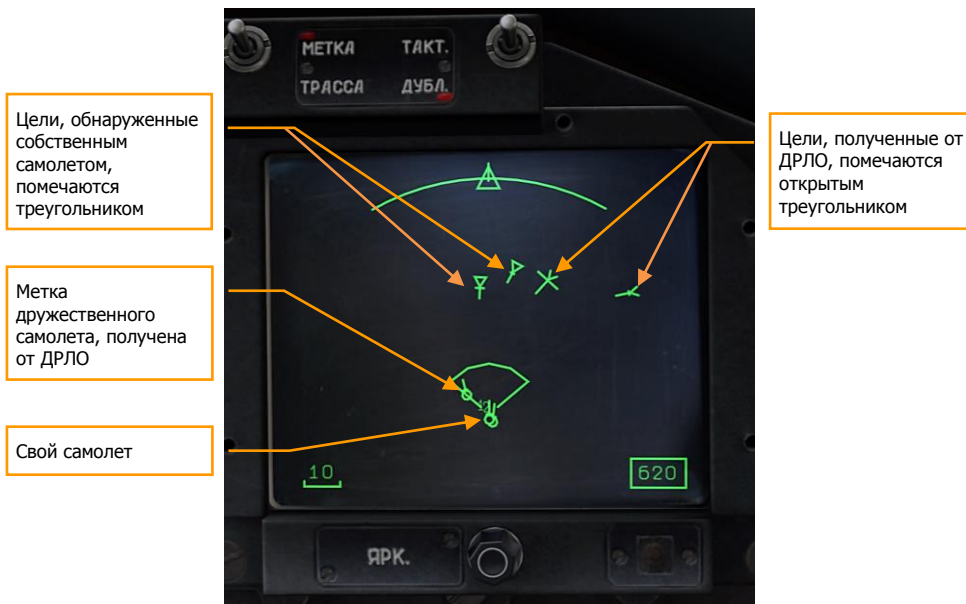 МЕТКА ТАКТ.
ТРАССА ДУБЛ.
Цели, обнаруженные
собственным
самолетом,
помечаются
треугольником
Цели, полученные от
ДРЛО, помечаются
открытым
треугольником
Метка
дружественного
самолета, получена
от ДРЛО
Свой самолет
10
620
ЯРК.